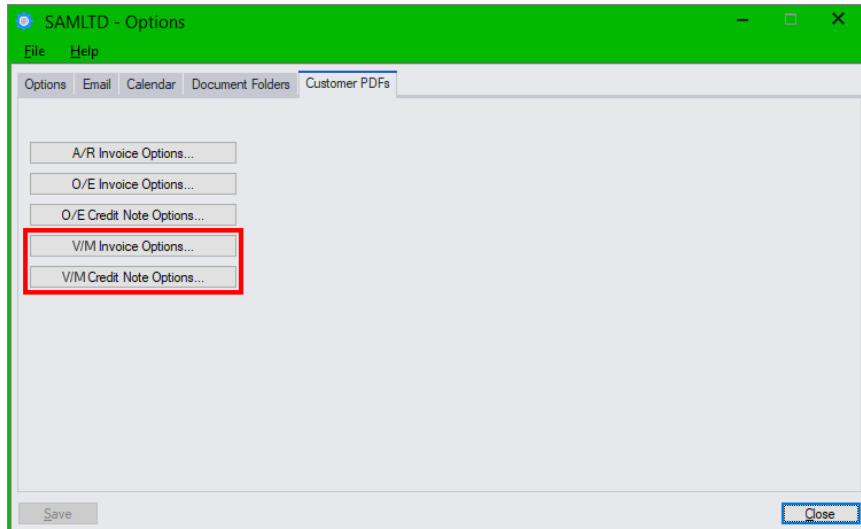 SAMLTD - Options
File Help
Options Email Calendar Document Folders Customer PDFs
A/R Invoice Options...
O/E Invoice Options...
O/E Credit Note Options...
V/M Invoice Options...
V/M Credit Note Options...
Save Close